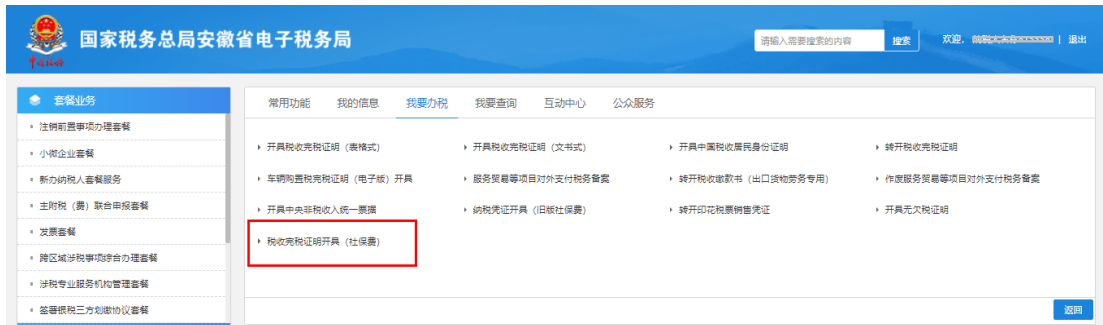 国家税务总局安徽省电子税务局
中国税务
请输入需要搜索的内容
搜索
欢迎,
| 退出
套餐业务
注销前置事项办理套餐
小微企业套餐
新办纳税人套餐服务
主附税（费）联合申报套餐
发票套餐
跨区域涉税事项综合办理套餐
涉税专业服务机构管理套餐
签署银税三方划缴协议套餐
常用功能 我的信息 我要办税 我要查询 互动中心 公众服务
开具税收完税证明（表格式） 开具税收完税证明（文书式） 开具中国税收居民身份证明 转开税收完税证明
车辆购置税完税证明（电子版）开具 服务贸易等项目对外支付税务备案 转开税收缴款书（出口货物劳务专用） 作废服务贸易等项目对外支付税务备案
开具中央非税收入统一票据 纳税凭证开具（旧版社保费） 转开印花税票销售凭证 开具无欠税证明
税收完税证明开具（社保费）
返回